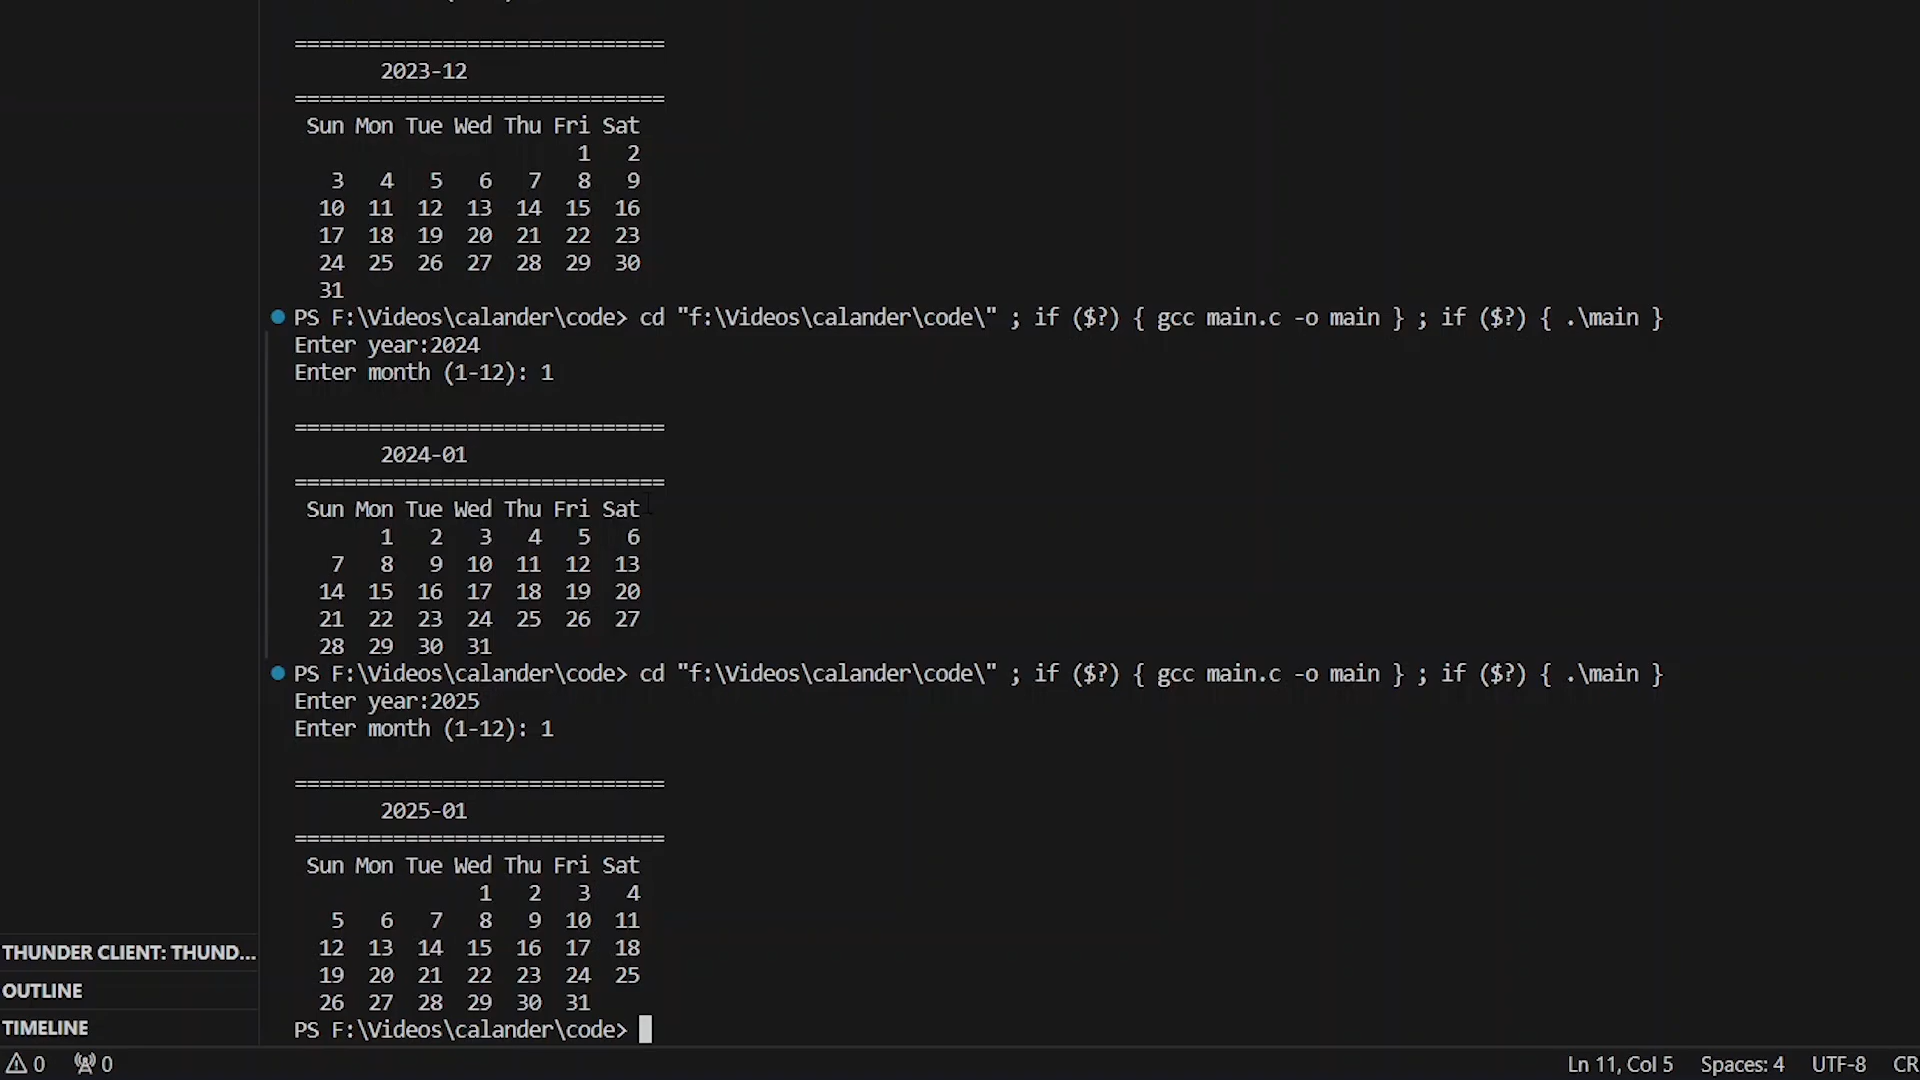 ==============================
       2023-12
==============================
 Sun Mon Tue Wed Thu Fri Sat
                       1   2
   3   4   5   6   7   8   9
  10  11  12  13  14  15  16
  17  18  19  20  21  22  23
  24  25  26  27  28  29  30
  31
PS F:\Videos\calander\code> cd "f:\Videos\calander\code\" ; if ($?) { gcc main.c -o main } ; if ($?) { .\main }
Enter year:2024
Enter month (1-12): 1
==============================
       2024-01
==============================
 Sun Mon Tue Wed Thu Fri Sat
       1   2   3   4   5   6
   7   8   9  10  11  12  13
  14  15  16  17  18  19  20
  21  22  23  24  25  26  27
  28  29  30  31
PS F:\Videos\calander\code> cd "f:\Videos\calander\code\" ; if ($?) { gcc main.c -o main } ; if ($?) { .\main }
Enter year:2025
Enter month (1-12): 1
==============================
       2025-01
==============================
 Sun Mon Tue Wed Thu Fri Sat
               1   2   3   4
   5   6   7   8   9  10  11
  12  13  14  15  16  17  18
  19  20  21  22  23  24  25
  26  27  28  29  30  31
PS F:\Videos\calander\code>
THUNDER CLIENT: THUND...
OUTLINE
TIMELINE
0 0
Ln 11, Col 5 Spaces: 4 UTF-8 CR